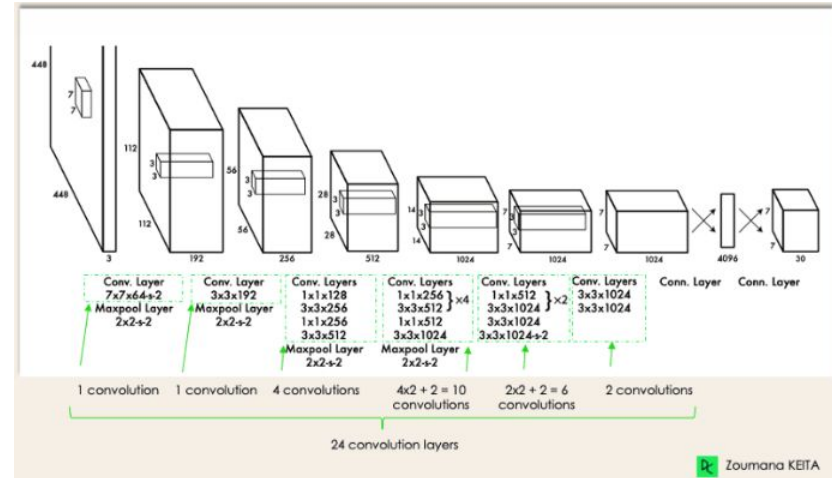 448
7
7
448
3
112
3
3
112
192
56
3
3
56
256
28
3
3
28
512
14
3
3
14
1024
7
3
3
7
1024
7
7
1024
4096
7
7
30
Conv. Layer
7x7x64-s-2
Maxpool Layer
2x2-s-2
Conv. Layer
3x3x192
Maxpool Layer
2x2-s-2
Conv. Layers
1x1x128
3x3x256
1x1x256
3x3x512
Maxpool Layer
2x2-s-2
Conv. Layers
1x1x256
3x3x512 } x4
1x1x512
3x3x1024
Maxpool Layer
2x2-s-2
Conv. Layers
1x1x512
3x3x1024 } x2
3x3x1024
3x3x1024-s-2
Conv. Layers
3x3x1024
3x3x1024
Conn. Layer
Conn. Layer
1 convolution
1 convolution
4 convolutions
4x2 + 2 = 10
convolutions
2x2 + 2 = 6
convolutions
2 convolutions
24 convolution layers
Zoumana KEITA